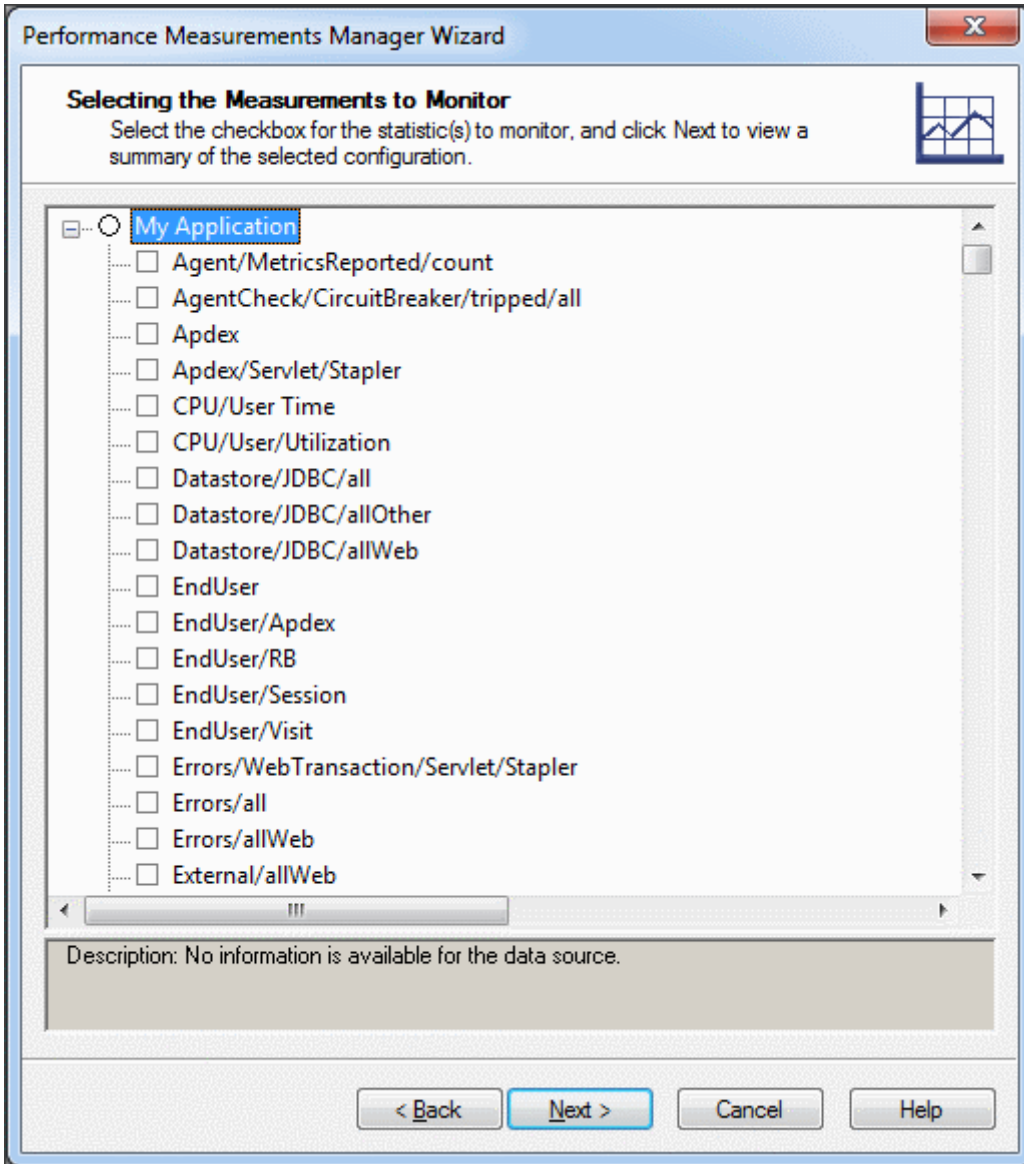 Performance Measurements Manager Wizard
Selecting the Measurements to Monitor
Select the checkbox for the statistic(s) to monitor, and click Next to view a
summary of the selected configuration.
My Application
Agent/MetricsReported/count
AgentCheck/CircuitBreaker/tripped/all
Apdex
Apdex/Servlet/Stapler
CPU/User Time
CPU/User/Utilization
Datastore/JDBC/all
Datastore/JDBC/allOther
Datastore/JDBC/allWeb
EndUser
EndUser/Apdex
EndUser/RB
EndUser/Session
EndUser/Visit
Errors/WebTransaction/Servlet/Stapler
Errors/all
Errors/allWeb
External/allWeb
Description: No information is available for the data source.
< Back Next > Cancel Help